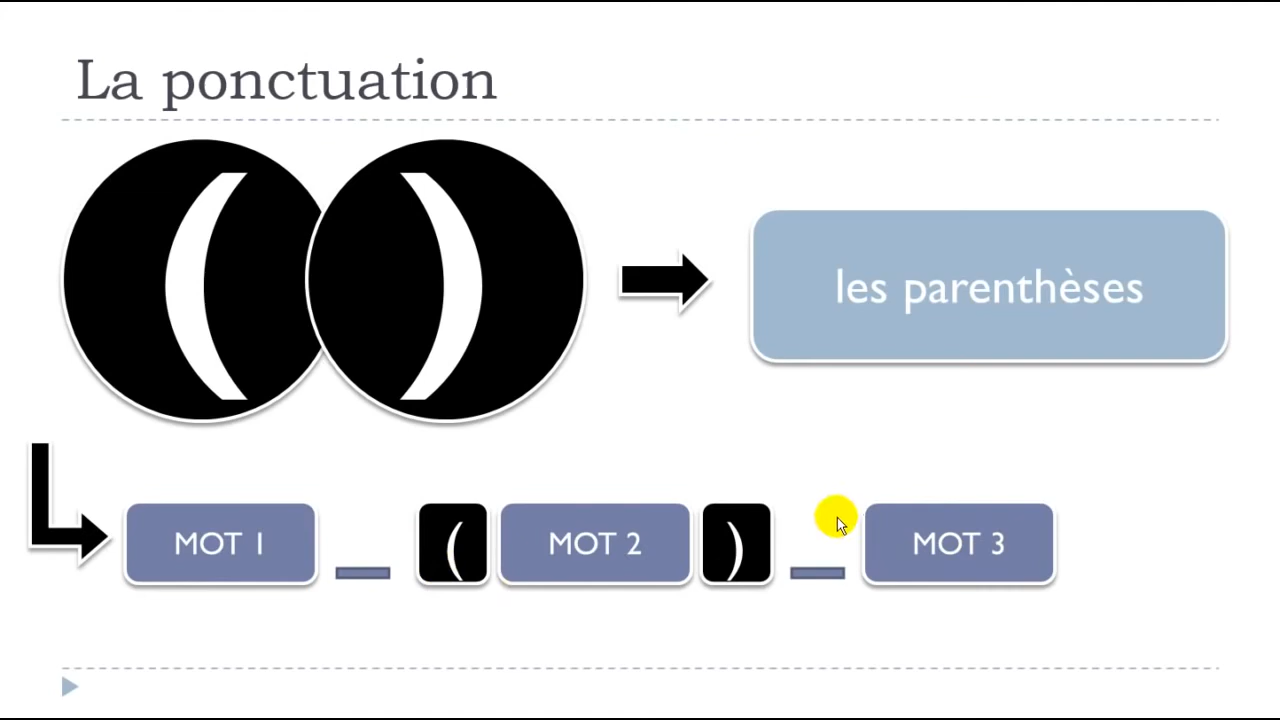 La ponctuation
( )
les parenthèses
MOT 1 _ ( MOT 2 ) _ MOT 3